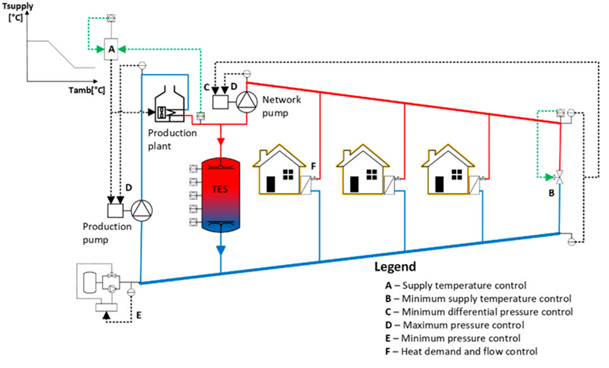 Tsupply
[°C]
A
Tamb[°C]
C
D
Network
pump
Production
plant
F
TES
D
B
Production
pump
E
Legend
A – Supply temperature control
B – Minimum supply temperature control
C – Minimum differential pressure control
D – Maximum pressure control
E – Minimum pressure control
F – Heat demand and flow control